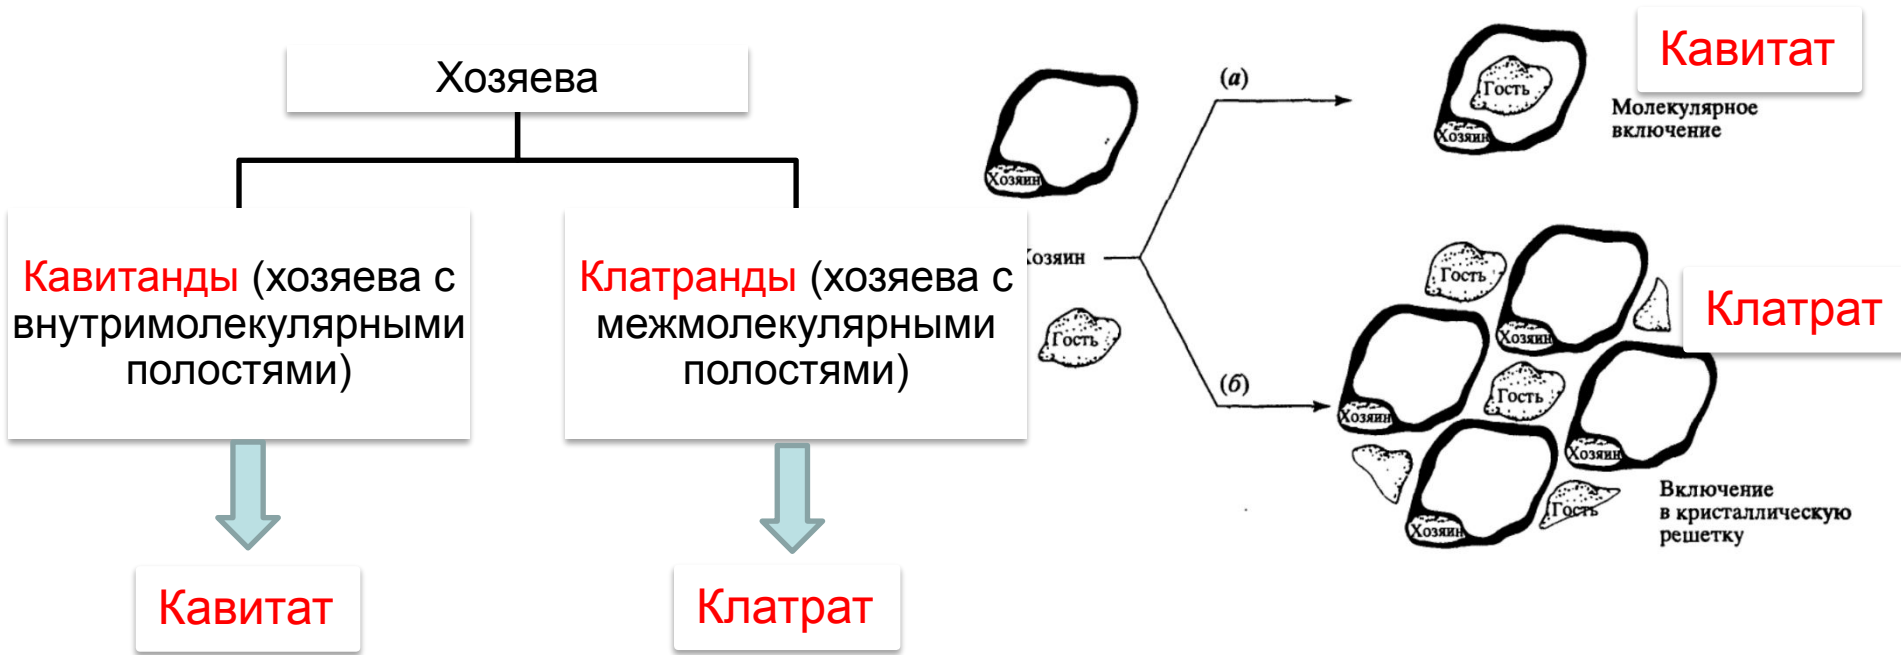 Хозяева
Кавитанды (хозяева с
внутримолекулярными
полостями)
Клатранды (хозяева с
межмолекулярными
полостями)
Кавитат
Клатрат
Хозяин
Хозяин
Гость
(а)
(б)
Гость
Хозяин
Кавитат
Молекулярное
включение
Гость
Хозяин
Клатрат
Гость
Хозяин
Хозяин
Гость
Хозяин
Включение
в кристаллическую
решетку